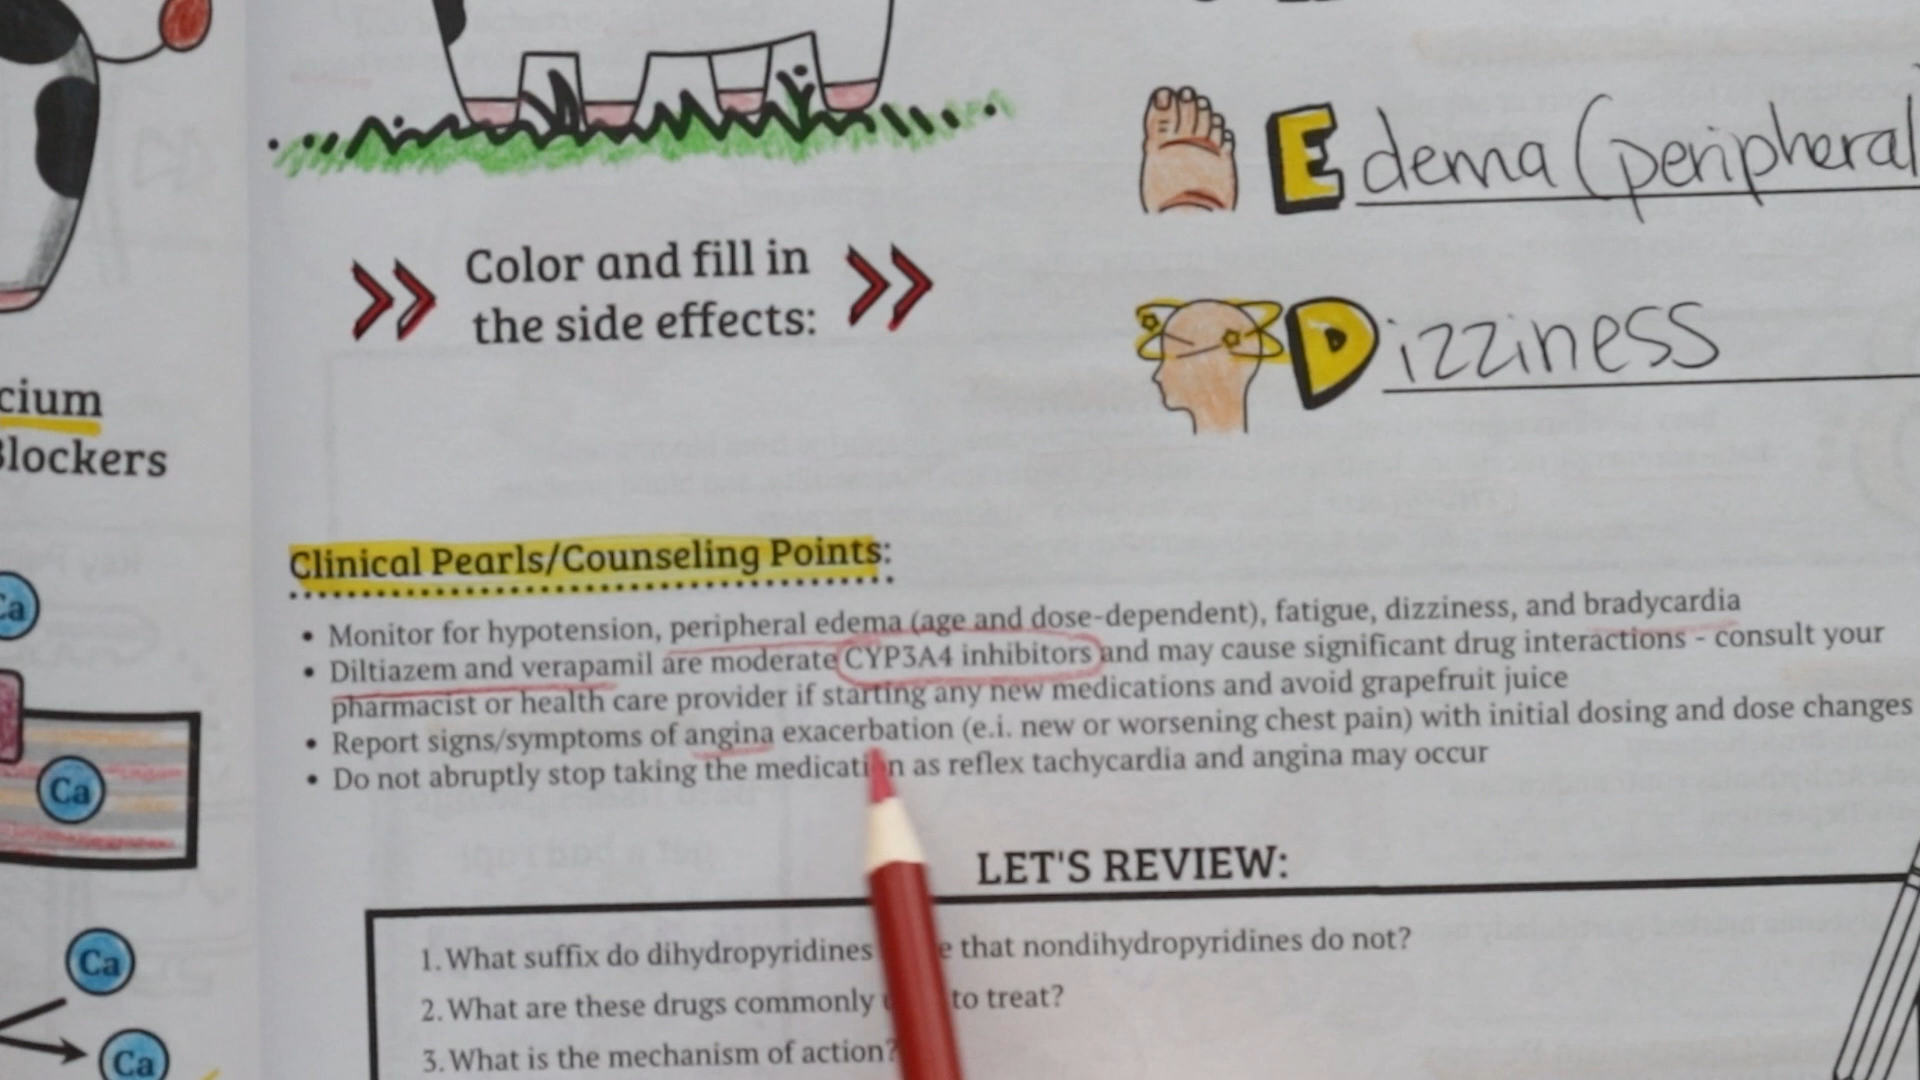 Edema (peripheral
Color and fill in
the side effects:
Dizziness
cium
Blockers
Clinical Pearls/Counseling Points:
• Monitor for hypotension, peripheral edema (age and dose-dependent), fatigue, dizziness, and bradycardia
• Diltiazem and verapamil are moderate CYP3A4 inhibitors and may cause significant drug interactions - consult your
pharmacist or health care provider if starting any new medications and avoid grapefruit juice
• Report signs/symptoms of angina exacerbation (e.i. new or worsening chest pain) with initial dosing and dose changes
• Do not abruptly stop taking the medication as reflex tachycardia and angina may occur
Ca
Ca
Ca
Ca
LET'S REVIEW:
1. What suffix do dihydropyridines that nondihydropyridines do not?
2. What are these drugs commonly to treat?
3. What is the mechanism of action?